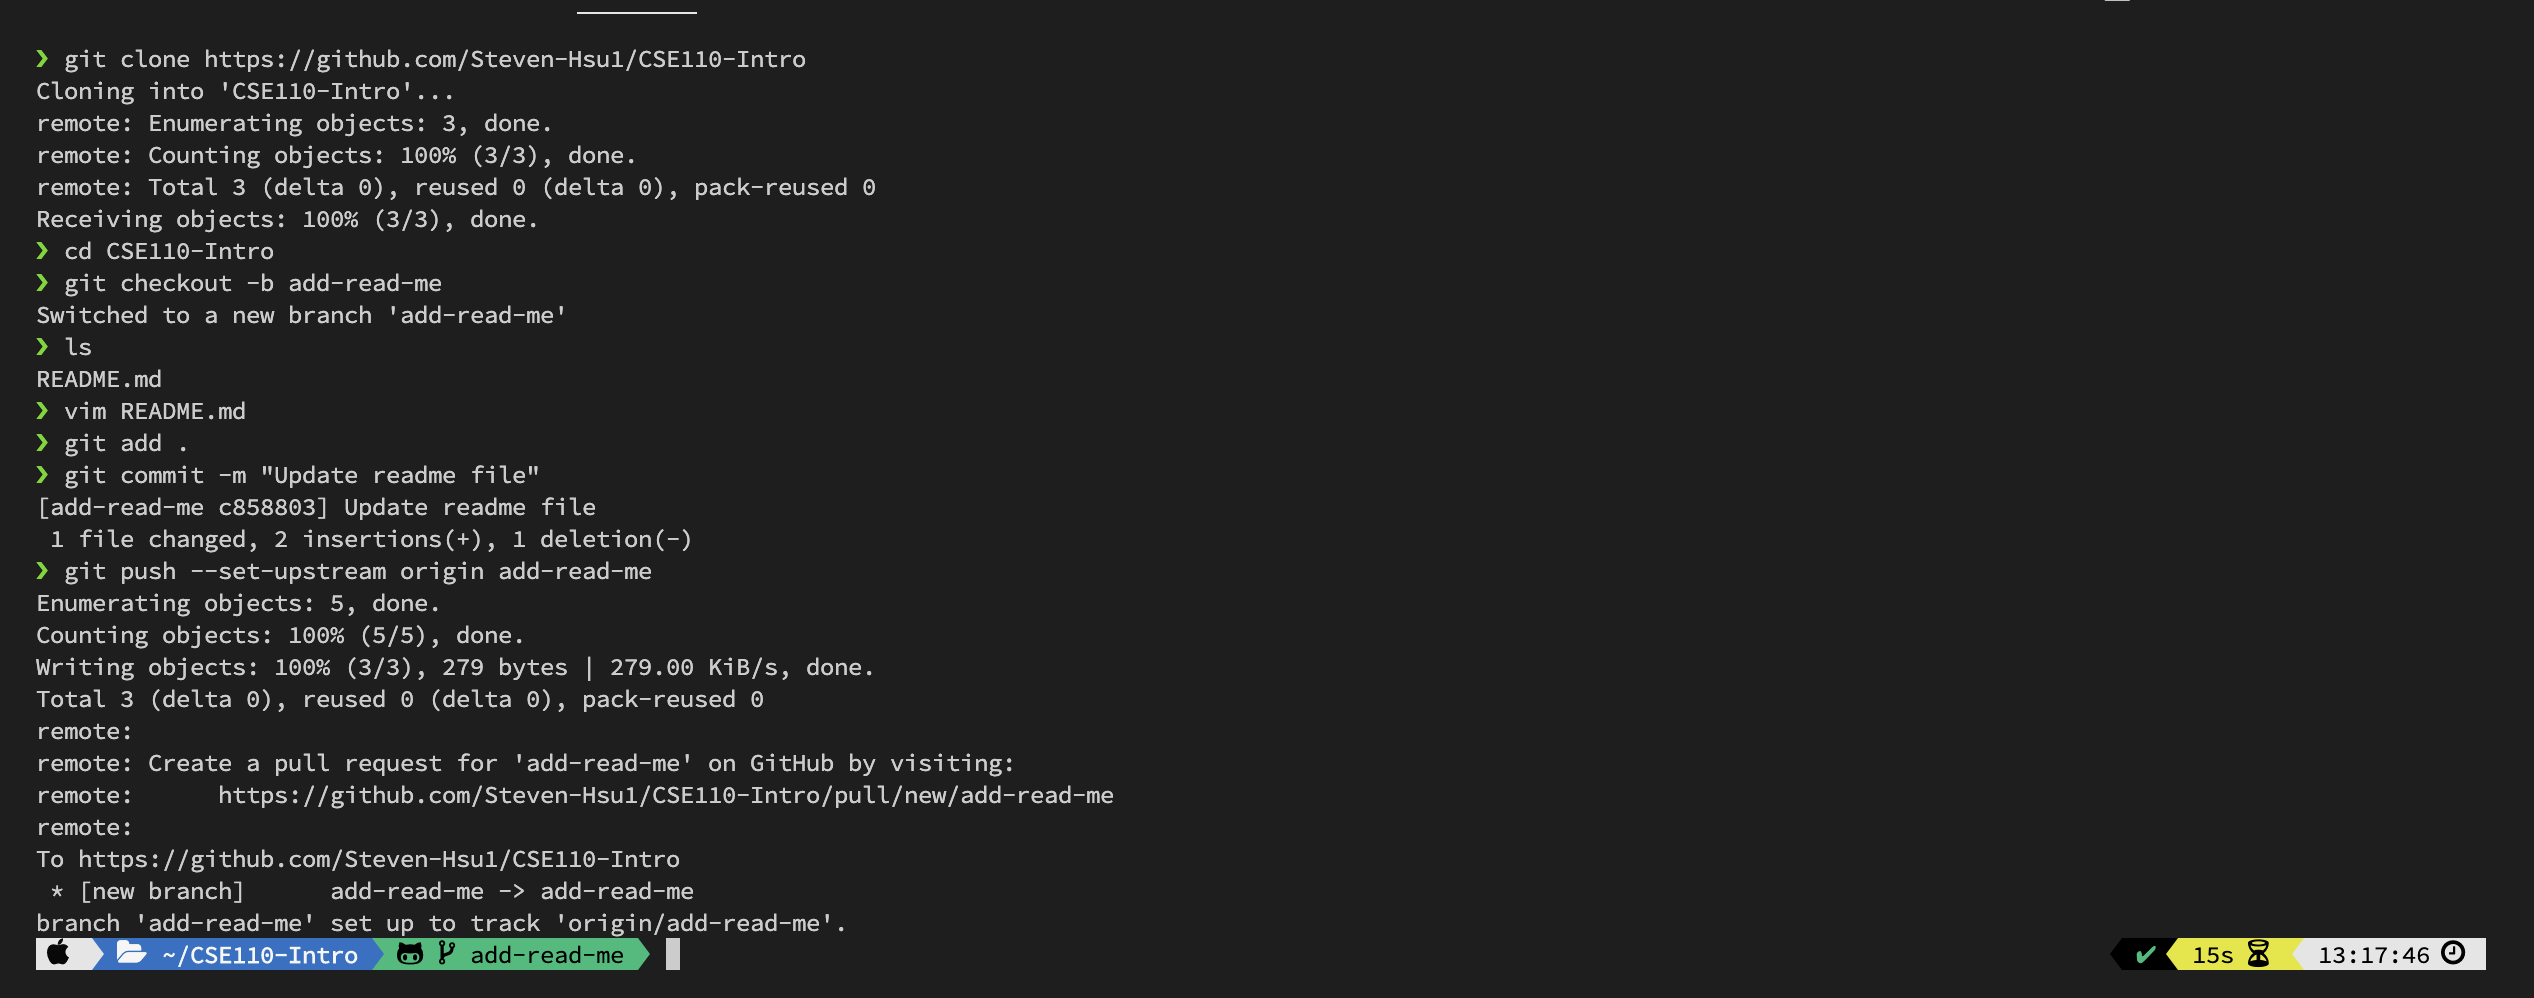 ❯ git clone https://github.com/Steven-Hsu1/CSE110-Intro
Cloning into 'CSE110-Intro'...
remote: Enumerating objects: 3, done.
remote: Counting objects: 100% (3/3), done.
remote: Total 3 (delta 0), reused 0 (delta 0), pack-reused 0
Receiving objects: 100% (3/3), done.
❯ cd CSE110-Intro
❯ git checkout -b add-read-me
Switched to a new branch 'add-read-me'
❯ ls
README.md
❯ vim README.md
❯ git add .
❯ git commit -m "Update readme file"
[add-read-me c858803] Update readme file
 1 file changed, 2 insertions(+), 1 deletion(-)
❯ git push --set-upstream origin add-read-me
Enumerating objects: 5, done.
Counting objects: 100% (5/5), done.
Writing objects: 100% (3/3), 279 bytes | 279.00 KiB/s, done.
Total 3 (delta 0), reused 0 (delta 0), pack-reused 0
remote:
remote: Create a pull request for 'add-read-me' on GitHub by visiting:
remote:      https://github.com/Steven-Hsu1/CSE110-Intro/pull/new/add-read-me
remote:
To https://github.com/Steven-Hsu1/CSE110-Intro
 * [new branch]      add-read-me -> add-read-me
branch 'add-read-me' set up to track 'origin/add-read-me'.
~/CSE110-Intro add-read-me ✔ 15s 13:17:46